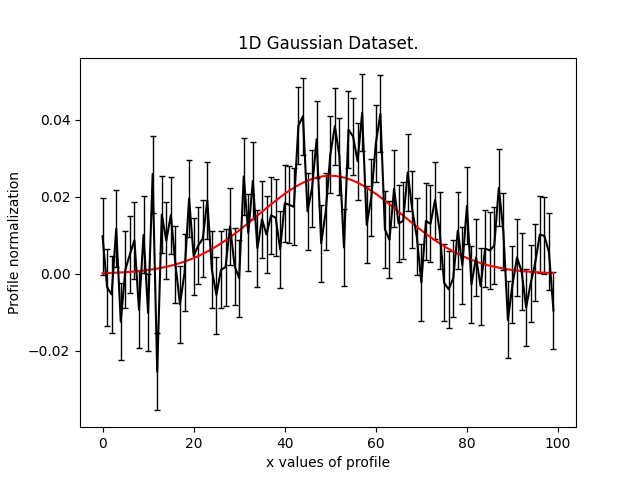 1D Gaussian Dataset.
Profile normalization
0.04
0.02
0.00
−0.02
0 20 40 60 80 100
x values of profile